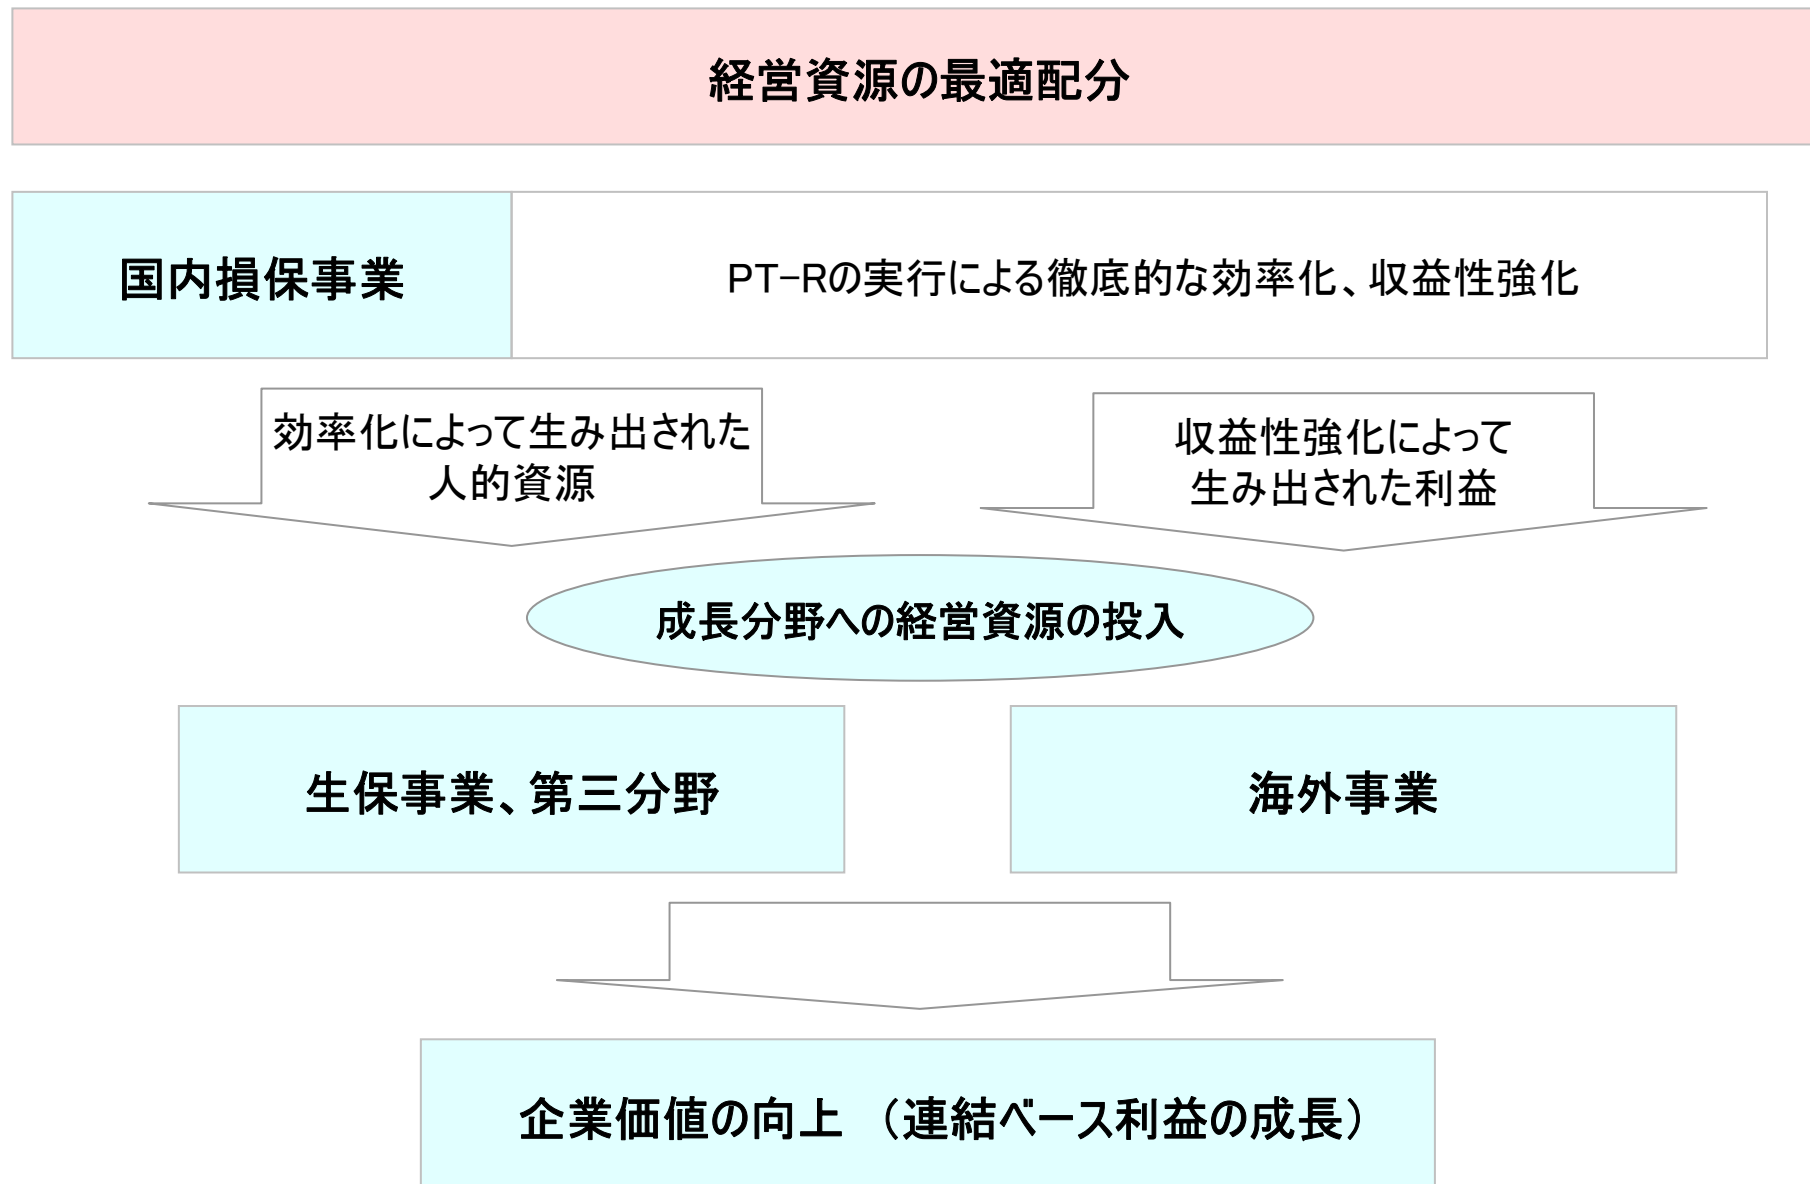 経営資源の最適配分
国内損保事業
PT-Rの実行による徹底的な効率化、収益性強化
効率化によって生み出された
人的資源
収益性強化によって
生み出された利益
成長分野への経営資源の投入
生保事業、第三分野
海外事業
企業価値の向上 （連結ベース利益の成長）